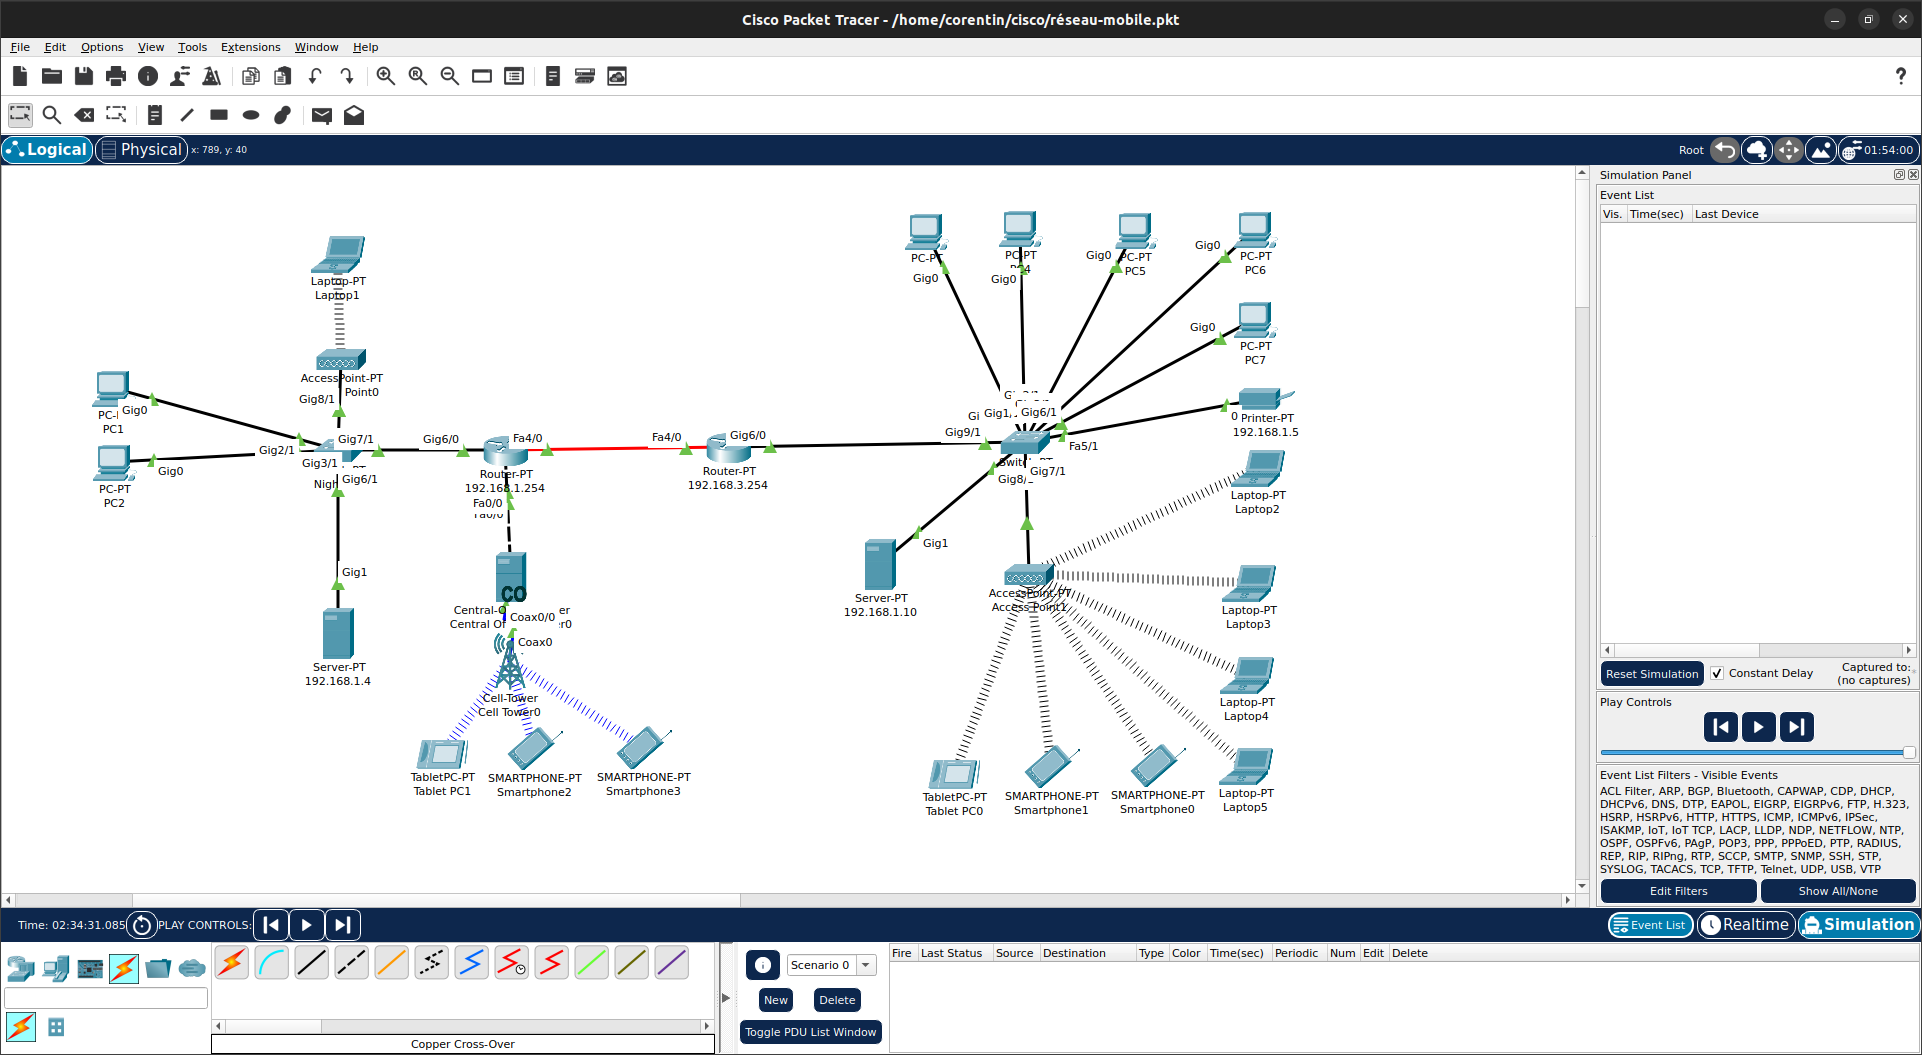 Cisco Packet Tracer - /home/corentin/cisco/réseau-mobile.pkt
File Edit Options View Tools Extensions Window Help
Logical Physical x: 789, y: 40
Root 01:54:00
Simulation Panel
Event List
Vis. Time(sec) Last Device
PC-PT
Gig0
PC-PT
Gig0
Gig0
PC-PT
PC5
Gig0
PC-PT
PC6
Gig0
PC-PT
PC7
Laptop-PT
Laptop1
AccessPoint-PT
Point0
Gig8/1
Gig0
PC1
PC-PT
PC2
Gig0
Gig2/1
Gig7/1
Gig3/1
Gig6/1
Gig6/0
Fa4/0
Router-PT
192.168.1.254
Fa0/0
Fa4/0
Gig6/0
Router-PT
192.168.3.254
Gig9/1
Gig6/1
Fa5/1
Gig7/1
0 Printer-PT
192.168.1.5
Gig1
Server-PT
192.168.1.4
Coax0/0
Coax0
Cell-Tower
Cell Tower0
TabletPC-PT
Tablet PC1
SMARTPHONE-PT
Smartphone2
SMARTPHONE-PT
Smartphone3
Gig1
Server-PT
192.168.1.10
AccessPoint-PT
Access Point1
Laptop-PT
Laptop2
Laptop-PT
Laptop3
Laptop-PT
Laptop4
Laptop-PT
Laptop5
TabletPC-PT
Tablet PC0
SMARTPHONE-PT
Smartphone1
SMARTPHONE-PT
Smartphone0
Reset Simulation Constant Delay Captured to:
(no captures)
Play Controls
Event List Filters - Visible Events
ACL Filter, ARP, BGP, Bluetooth, CAPWAP, CDP, DHCP,
DHCPv6, DNS, DTP, EAPOL, EIGRP, EIGRPv6, FTP, H.323,
HSRP, HSRPv6, HTTP, HTTPS, ICMP, ICMPv6, IPSec,
ISAKMP, IoT, IoT TCP, LACP, LLDP, NDP, NETFLOW, NTP,
OSPF, OSPFv6, PAgP, POP3, PPP, PPPoED, PTP, RADIUS,
REP, RIP, RIPng, RTP, SCCP, SMTP, SNMP, SSH, STP,
SYSLOG, TACACS, TCP, TFTP, Telnet, UDP, USB, VTP
Edit Filters Show All/None
Time: 02:34:31.085 PLAY CONTROLS:
Event List Realtime Simulation
Scenario 0
New Delete
Toggle PDU List Window
Fire Last Status Source Destination Type Color Time(sec) Periodic Num Edit Delete
Copper Cross-Over